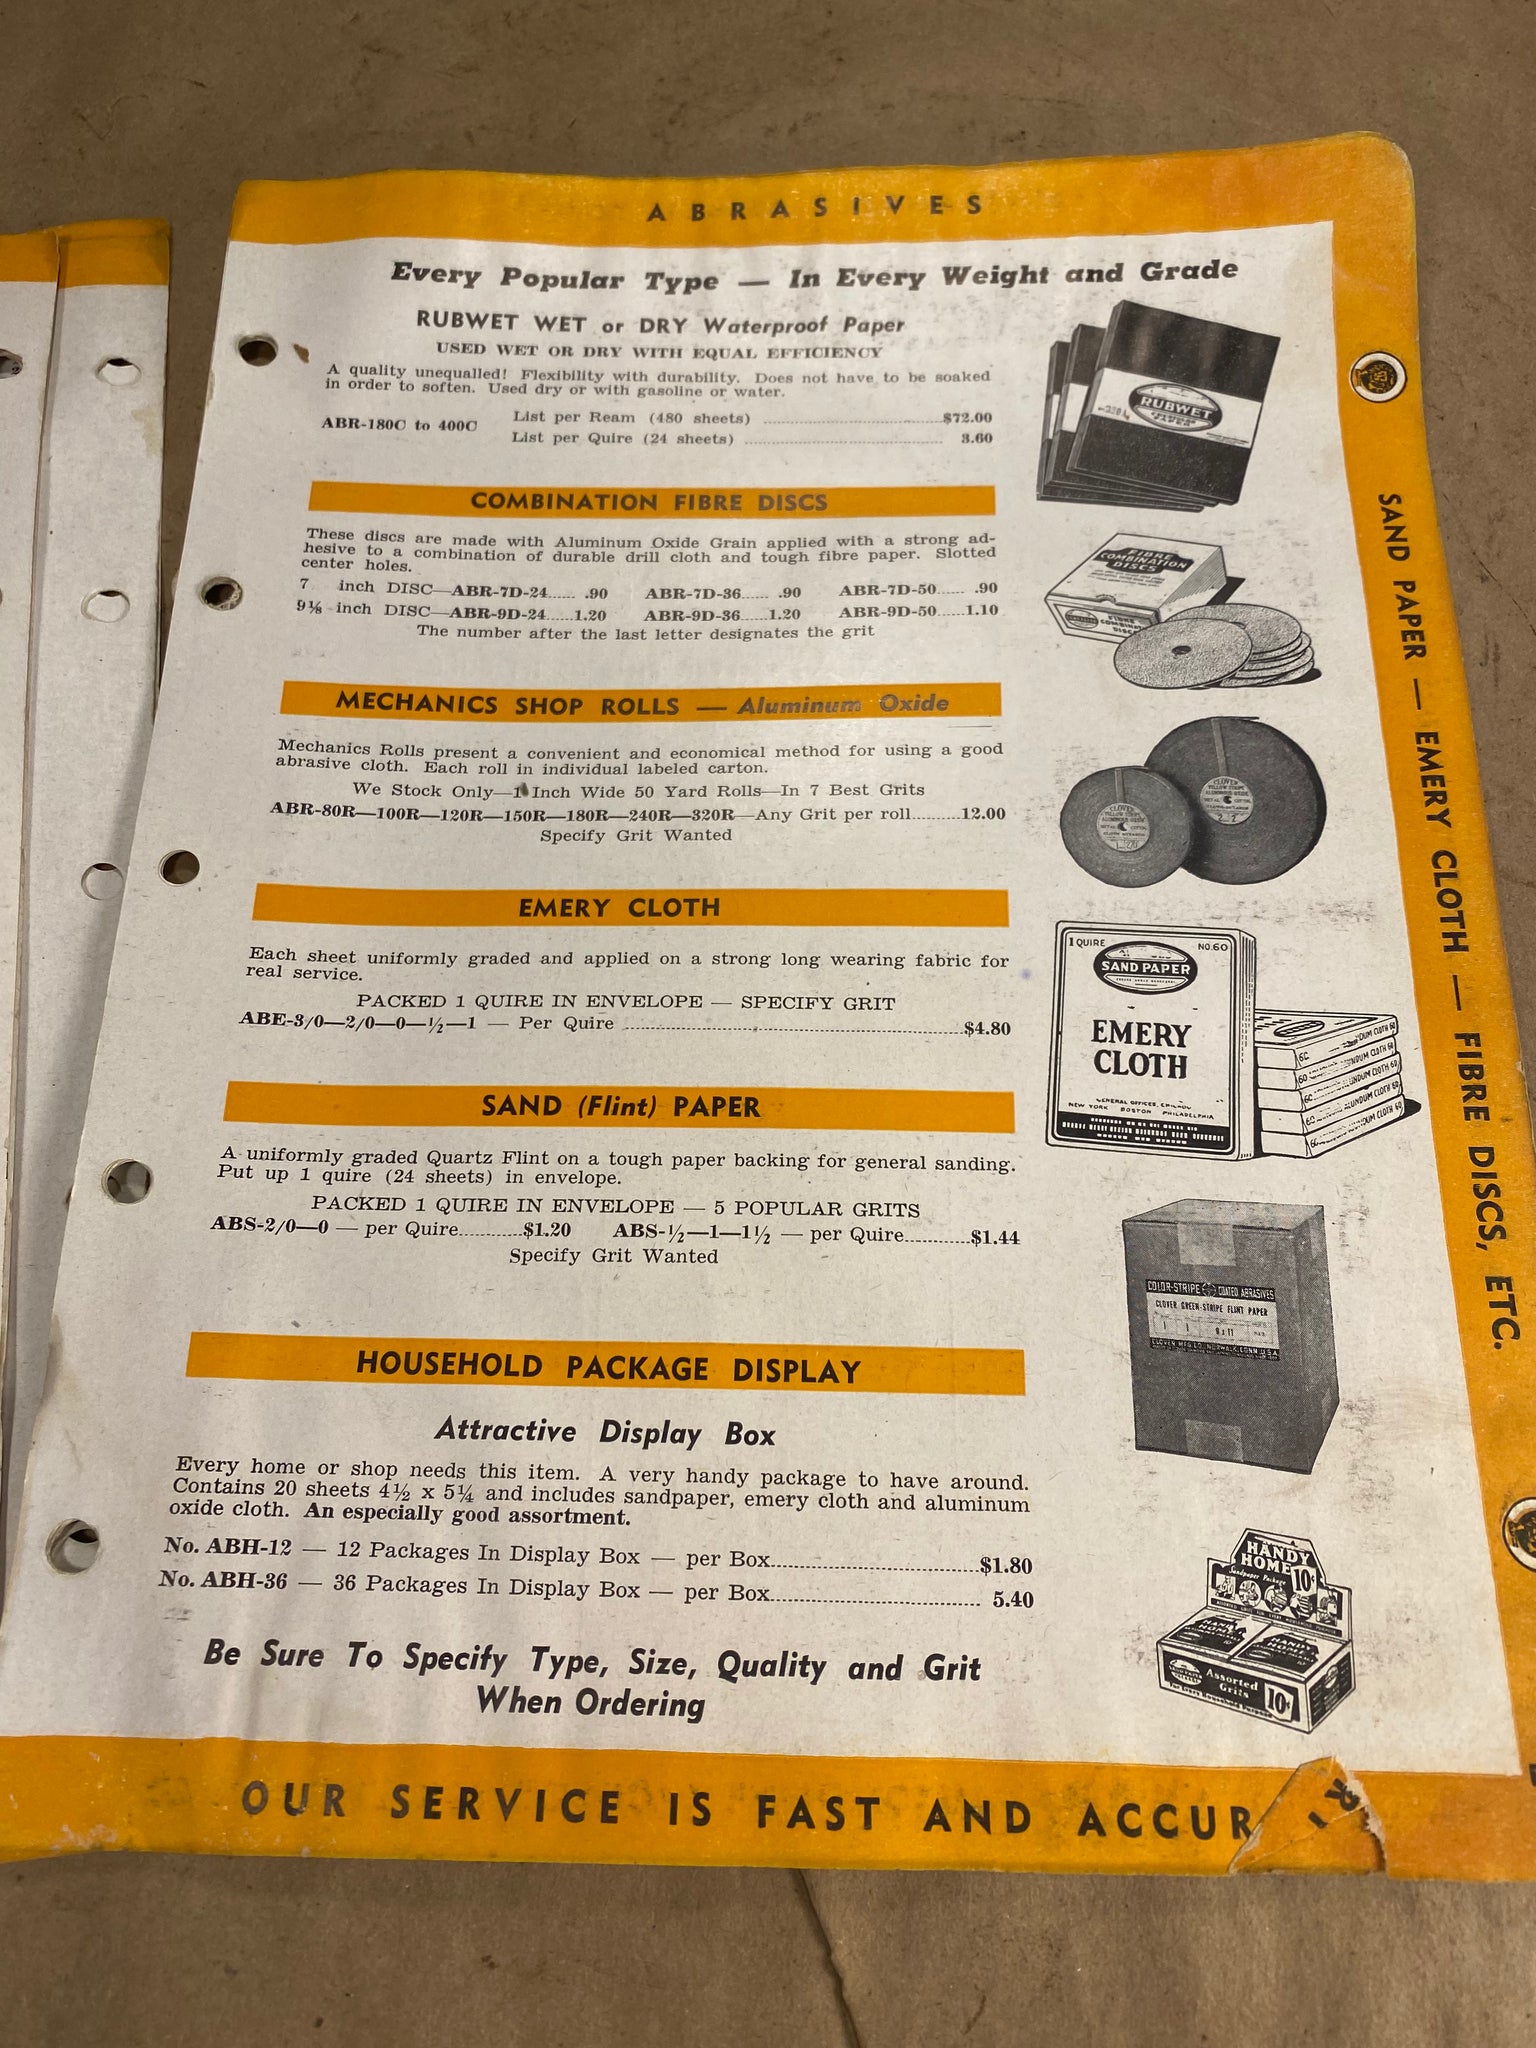 ABRASIVES
Every Popular Type — In Every Weight and Grade
RUBWET WET or DRY Waterproof Paper
USED WET OR DRY WITH EQUAL EFFICIENCY
A quality unequalled! Flexibility with durability. Does not have to be soaked
in order to soften. Used dry or with gasoline or water.
ABR-180C to 400C
List per Ream (480 sheets) ........ $72.00
List per Quire (24 sheets) ........ 3.60
RUBWET
COMBINATION FIBRE DISCS
These discs are made with Aluminum Oxide Grain applied with a strong ad-
hesive to a combination of durable drill cloth and tough fibre paper. Slotted
center holes.
7 inch DISC—ABR-7D-24...... .90 ABR-7D-36...... .90 ABR-7D-50...... .90
9⅛ inch DISC—ABR-9D-24.....1.20 ABR-9D-36.....1.20 ABR-9D-50.....1.10
The number after the last letter designates the grit
FIBRE
COMBINATION
DISCS
MECHANICS SHOP ROLLS — Aluminum Oxide
Mechanics Rolls present a convenient and economical method for using a good
abrasive cloth. Each roll in individual labeled carton.
We Stock Only—1 Inch Wide 50 Yard Rolls—In 7 Best Grits
ABR-80R—100R—120R—150R—180R—240R—320R—Any Grit per roll........12.00
Specify Grit Wanted
CLOVER
CLOVER
EMERY CLOTH
Each sheet uniformly graded and applied on a strong long wearing fabric for
real service.
PACKED 1 QUIRE IN ENVELOPE — SPECIFY GRIT
ABE-3/0—2/0—0—½—1 — Per Quire ........ $4.80
1 QUIRE NO.60
SAND PAPER
EMERY
CLOTH
GENERAL OFFICES, CHICAGO
NEW YORK BOSTON PHILADELPHIA
SAND (Flint) PAPER
A uniformly graded Quartz Flint on a tough paper backing for general sanding.
Put up 1 quire (24 sheets) in envelope.
PACKED 1 QUIRE IN ENVELOPE — 5 POPULAR GRITS
ABS-2/0—0 — per Quire..........$1.20 ABS-½—1—1½ — per Quire..........$1.44
Specify Grit Wanted
COLOR-STRIPE COATED ABRASIVES
CLOVER GREEN-STRIPE FLINT PAPER
9 x 11
CLOVER MFG. CO. NORWALK, CONN. U.S.A.
HOUSEHOLD PACKAGE DISPLAY
Attractive Display Box
Every home or shop needs this item. A very handy package to have around.
Contains 20 sheets 4½ x 5¼ and includes sandpaper, emery cloth and aluminum
oxide cloth. An especially good assortment.
No. ABH-12 — 12 Packages In Display Box — per Box........ $1.80
No. ABH-36 — 36 Packages In Display Box — per Box........ 5.40
HANDY
HOME 10¢
Sandpaper Package
Assorted
Grits 10¢
Be Sure To Specify Type, Size, Quality and Grit
When Ordering
OUR SERVICE IS FAST AND ACCUR
SAND PAPER — EMERY CLOTH — FIBRE DISCS, ETC.